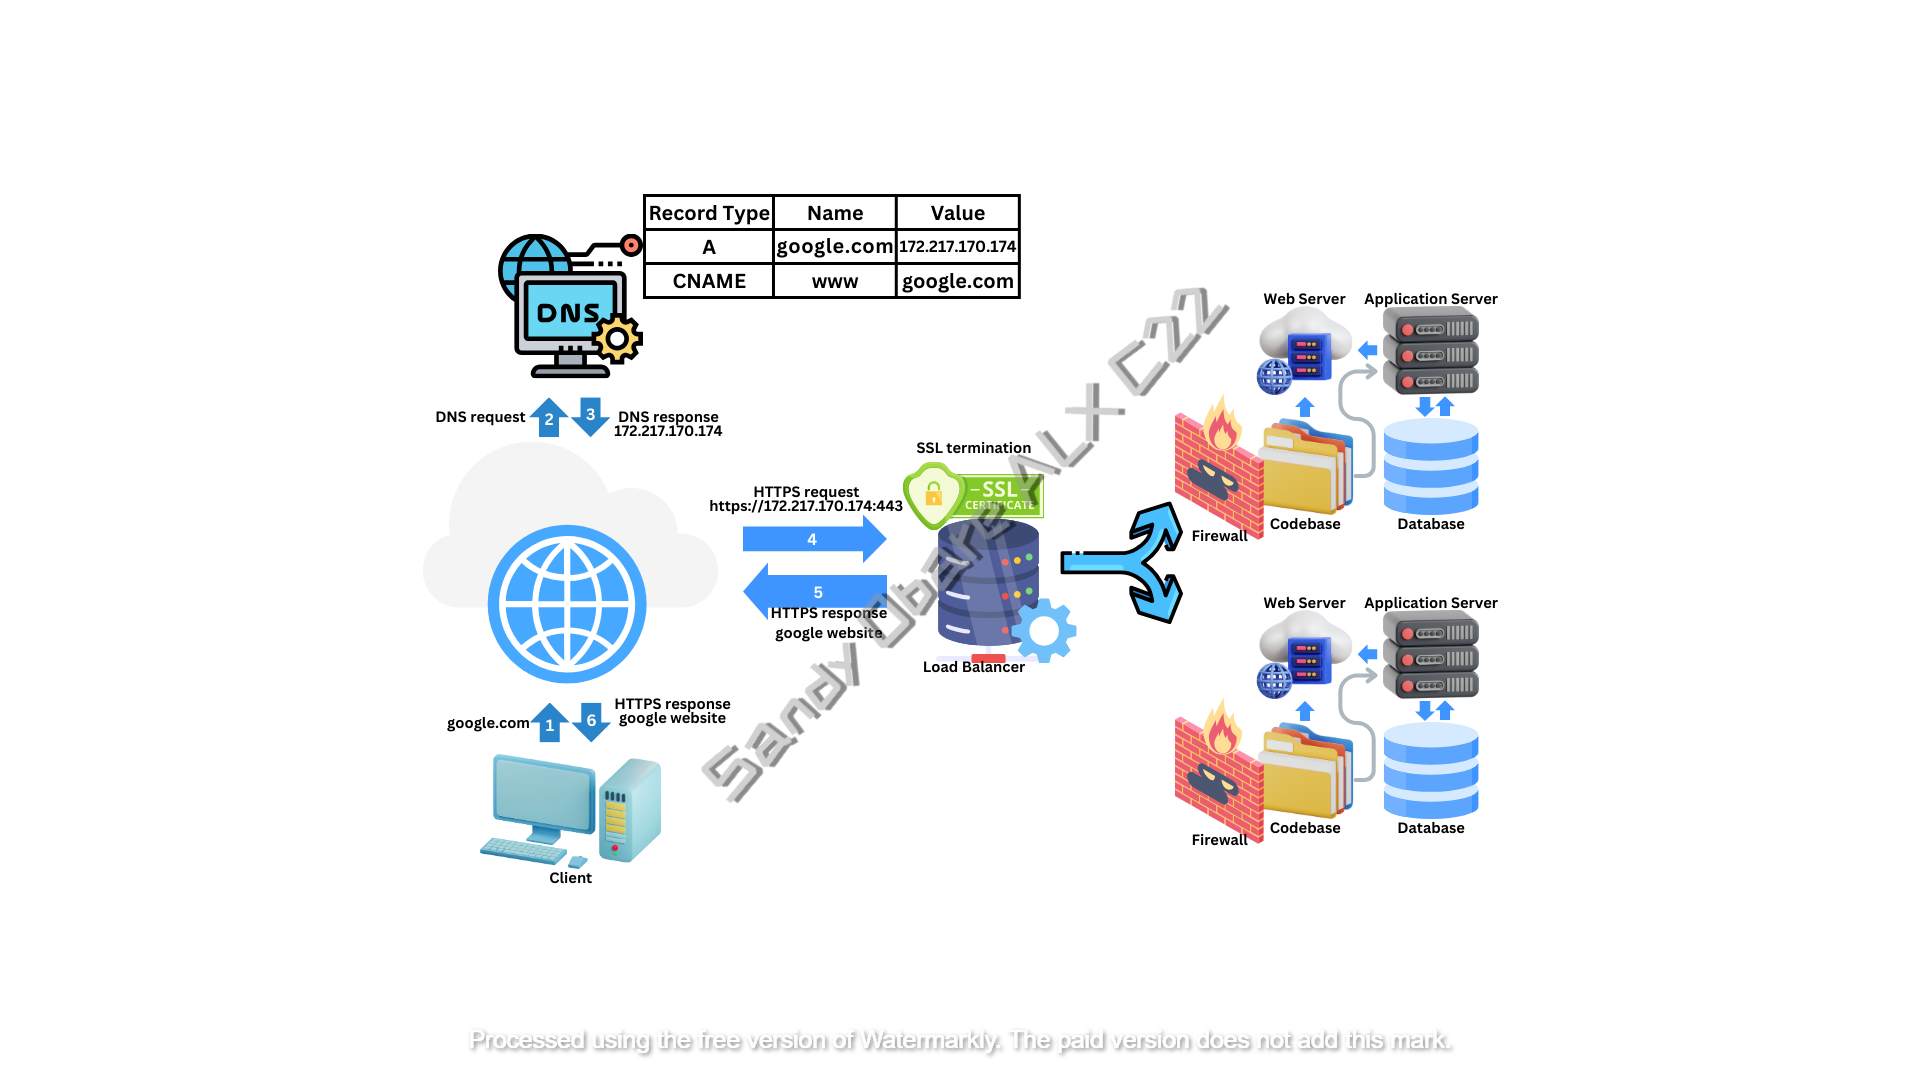 Record Type Name Value
A google.com 172.217.170.174
CNAME www google.com
DNS
DNS request 2 3 DNS response
172.217.170.174
SSL termination
SSL
CERTIFICATE
HTTPS request
https://172.217.170.174:443
4
5
HTTPS response
google website
Load Balancer
google.com 1 6 HTTPS response
google website
Client
Web Server Application Server
Firewall Codebase Database
Web Server Application Server
Firewall Codebase Database
Sandy Obare ALX C22
Processed using the free version of Watermarkly. The paid version does not add this mark.